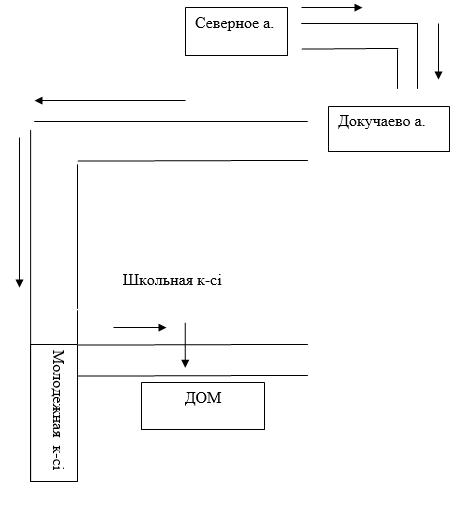 Северное а.
Докучаево а.
Школьная к-сі
Молодежная к-сі
ДОМ